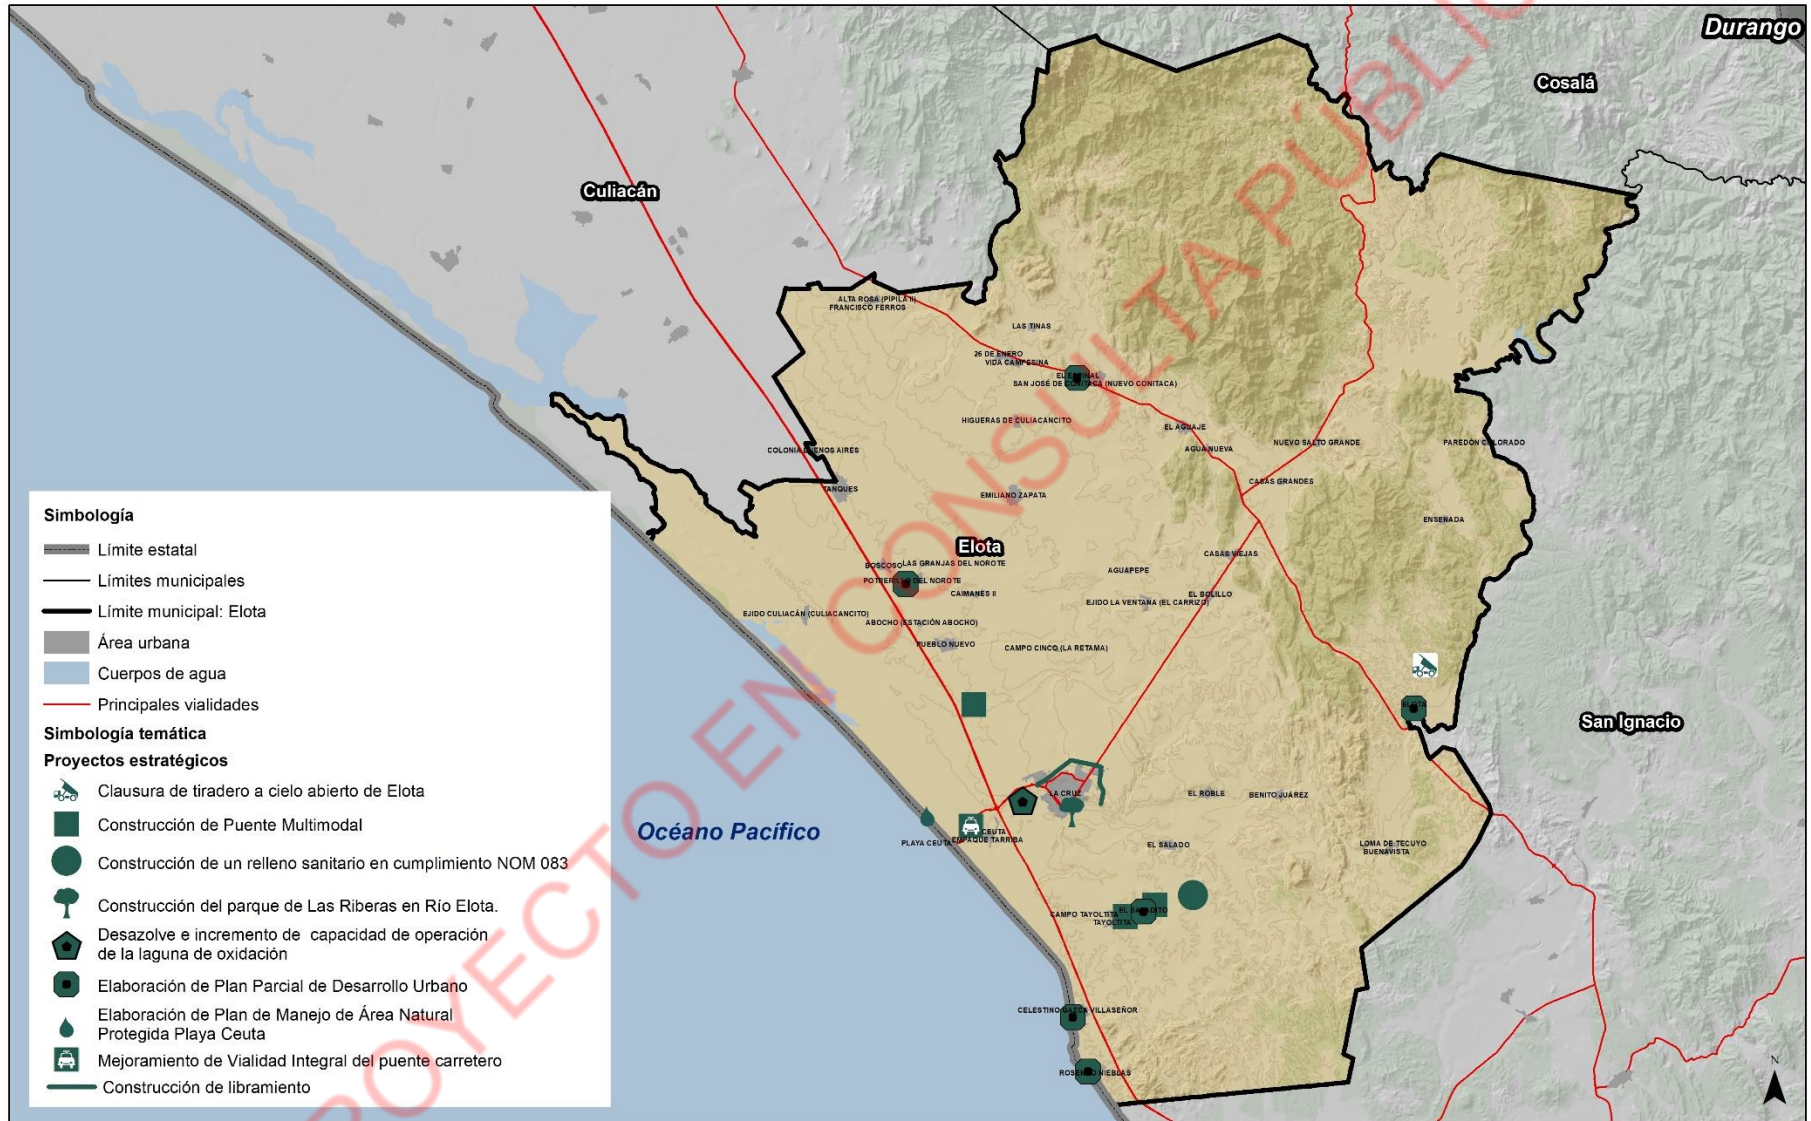 Durango
Cosalá
Culiacán
ALTA ROSA (PÍPILA II)
FRANCISCO FERROS
LAS TINAS
26 DE ENERO
VIDA CAMPESINA
EL ESPINAL
SAN JOSÉ DE CONITACA (NUEVO CONITACA)
HIGUERAS DE CULIACANCITO
EL AGUAJE
AGUA NUEVA
NUEVO SALTO GRANDE
PAREDÓN COLORADO
COLONIA BUENOS AIRES
TANQUES
EMILIANO ZAPATA
CASAS GRANDES
ENSENADA
Elota
BOSCOSO
LAS GRANJAS DEL NOROTE
POTRERILLO DEL NOROTE
CAIMANES II
CASAS VIEJAS
AGUAPEPE
EL BOLILLO
EJIDO LA VENTANA (EL CARRIZO)
EJIDO CULIACÁN (CULIACANCITO)
ABOCHO (ESTACIÓN ABOCHO)
PUEBLO NUEVO
CAMPO CINCO (LA RETAMA)
ELOTA
San Ignacio
LA CRUZ
EL ROBLE
BENITO JUÁREZ
Océano Pacífico
CEUTA
PLAYA CEUTA
EMPAQUE TARRIBA
EL SALADO
LOMA DE TECUYO
BUENAVISTA
CAMPO TAYOLTITA
TAYOLTITA
EL SALADITO
CELESTINO GAZCA VILLASEÑOR
ROSENDO NIEBLAS
N
PROYECTO EN CONSULTA PÚBLICA
Simbología
Límite estatal
Límites municipales
Límite municipal: Elota
Área urbana
Cuerpos de agua
Principales vialidades
Simbología temática
Proyectos estratégicos
Clausura de tiradero a cielo abierto de Elota
Construcción de Puente Multimodal
Construcción de un relleno sanitario en cumplimiento NOM 083
Construcción del parque de Las Riberas en Río Elota.
Desazolve e incremento de capacidad de operación
de la laguna de oxidación
Elaboración de Plan Parcial de Desarrollo Urbano
Elaboración de Plan de Manejo de Área Natural
Protegida Playa Ceuta
Mejoramiento de Vialidad Integral del puente carretero
Construcción de libramiento